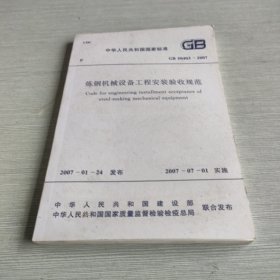 中华人民共和国国家标准
GB
GB 50403－2007
炼钢机械设备工程安装验收规范
Code for engineering installment acceptance of
steel-making mechanical equipment
2007－01－24 发布
2007－07－01 实施
中华人民共和国建设部
中华人民共和国国家质量监督检验检疫总局
联合发布